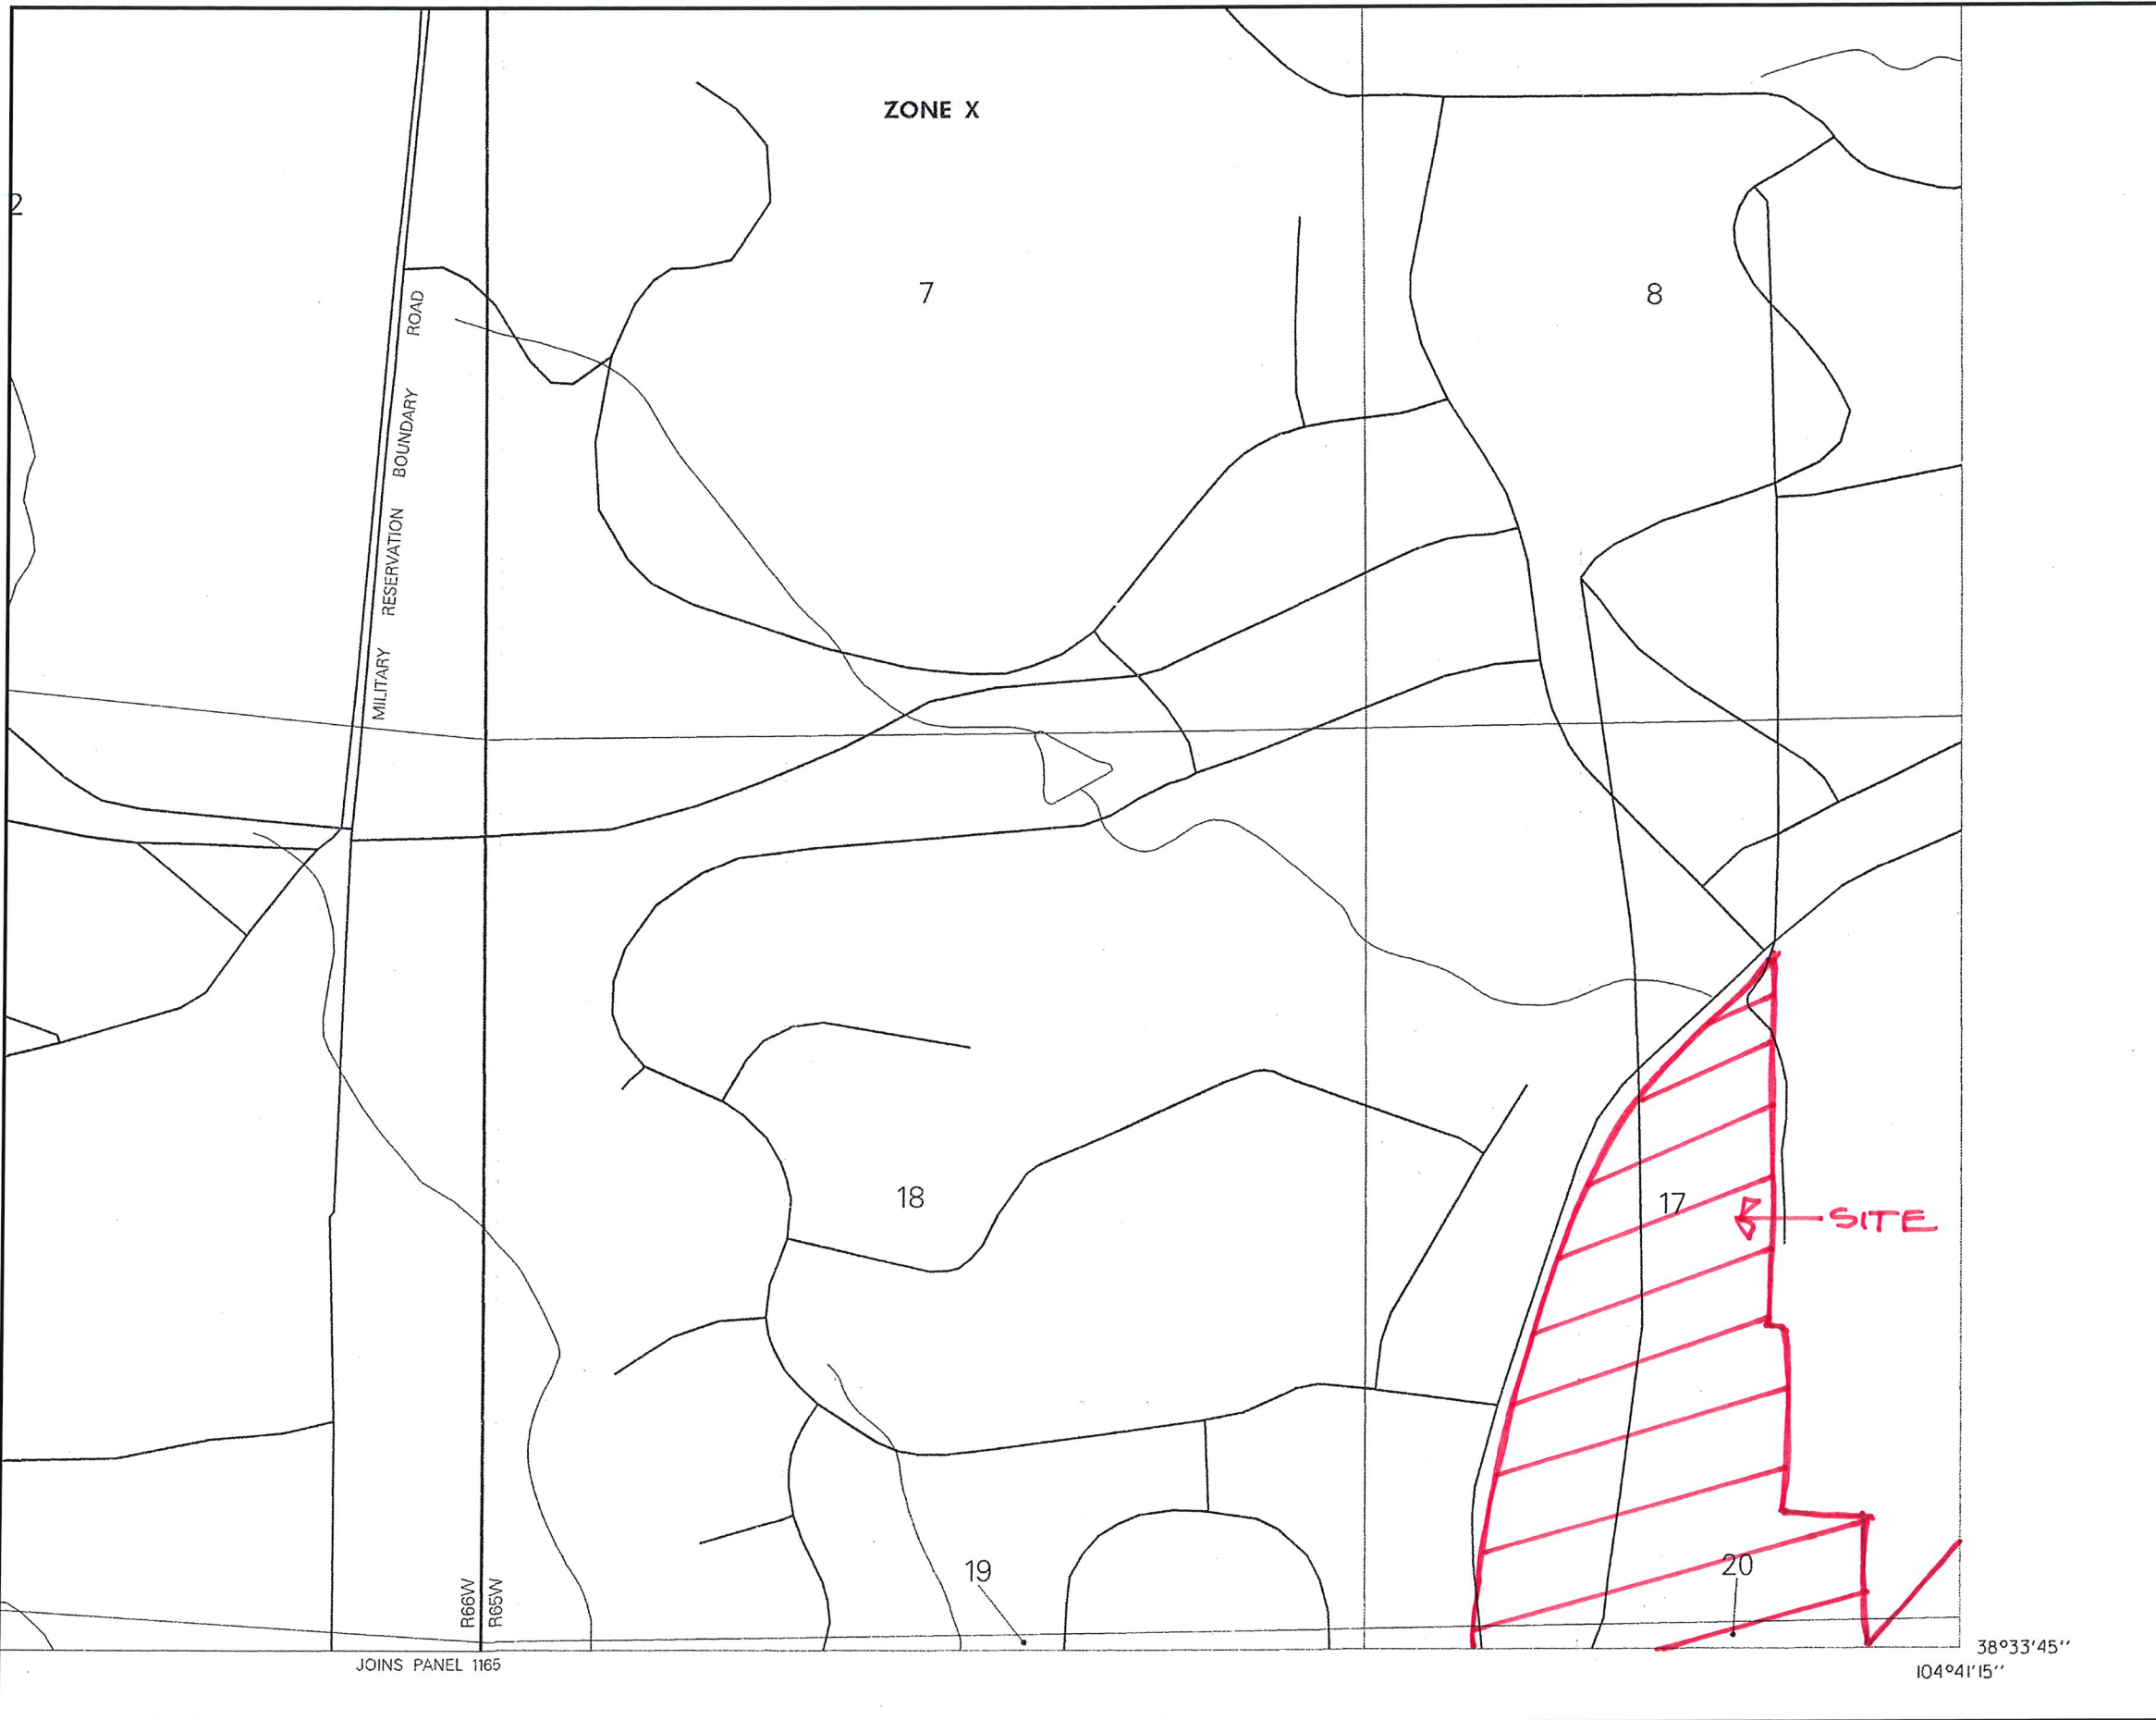 ZONE X
2
7
8
MILITARY RESERVATION BOUNDARY ROAD
18
17
SITE
19
20
R66W
R65W
JOINS PANEL 1165
38°33'45''
104°41'15''